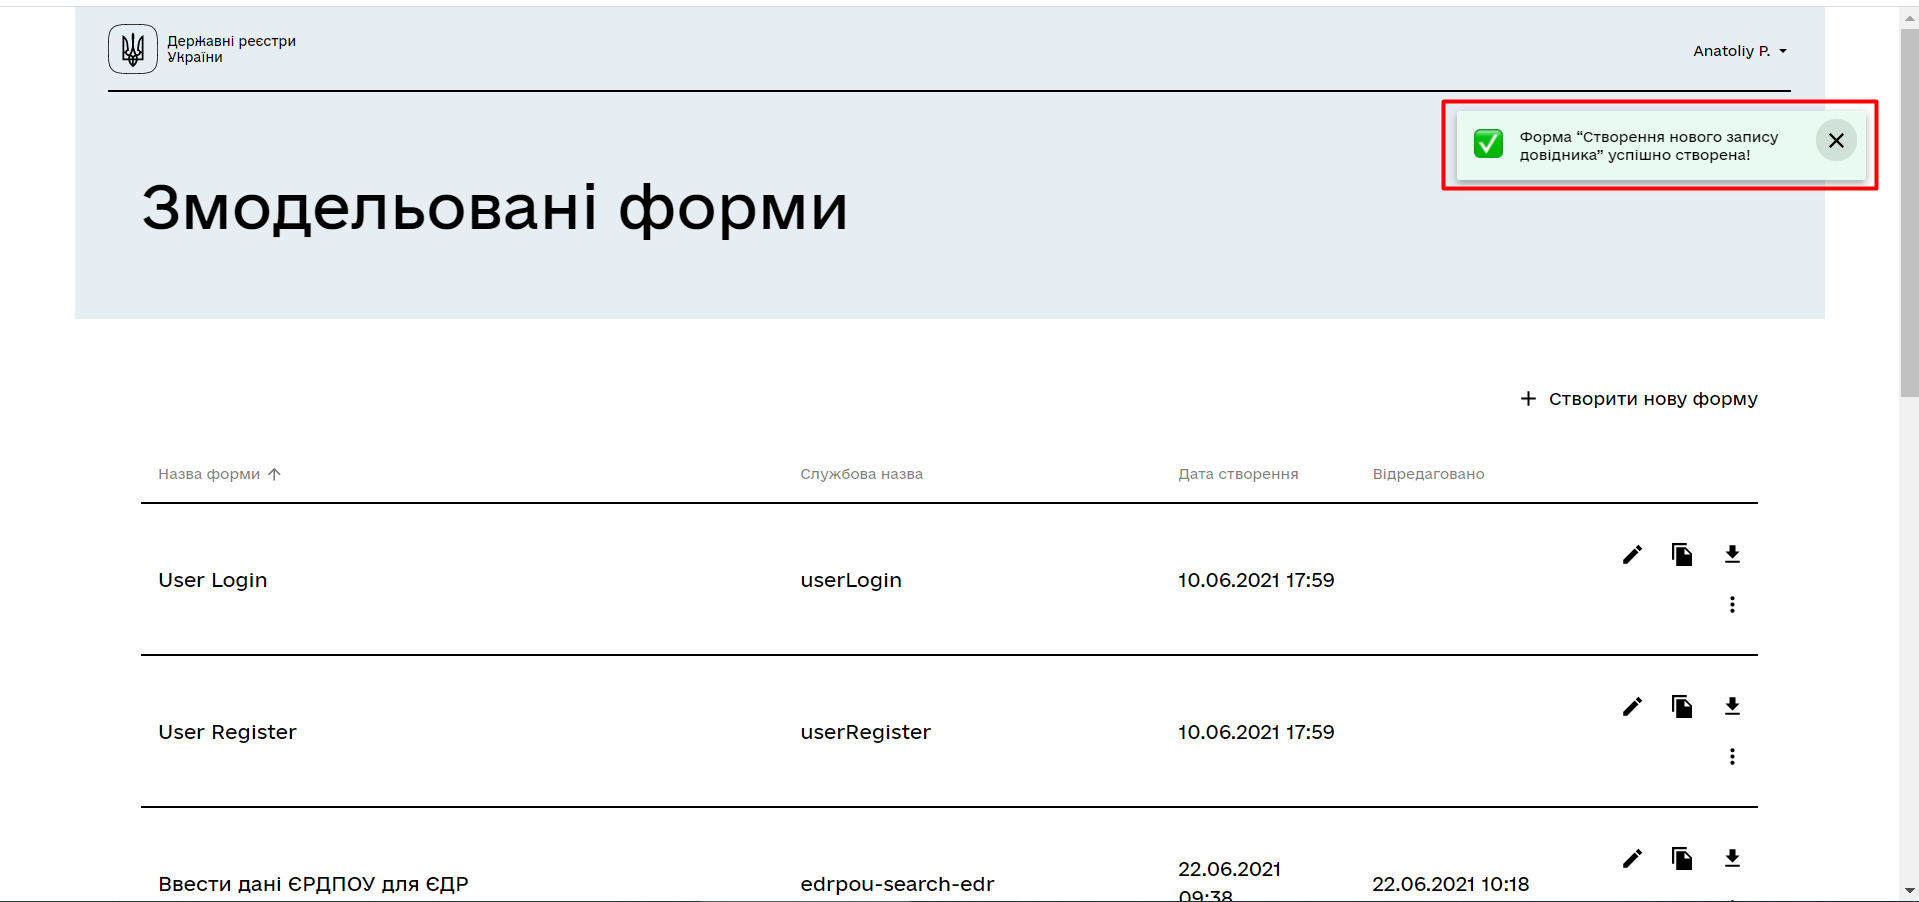 Державні реєстри
України
Anatoliy P.
Форма “Створення нового запису
довідника” успішно створена!
Змодельовані форми
Створити нову форму
Назва форми Службова назва Дата створення Відредаговано
User Login userLogin 10.06.2021 17:59
User Register userRegister 10.06.2021 17:59
Ввести дані ЄРДПОУ для ЄДР edrpou-search-edr 22.06.2021 09:38 22.06.2021 10:18